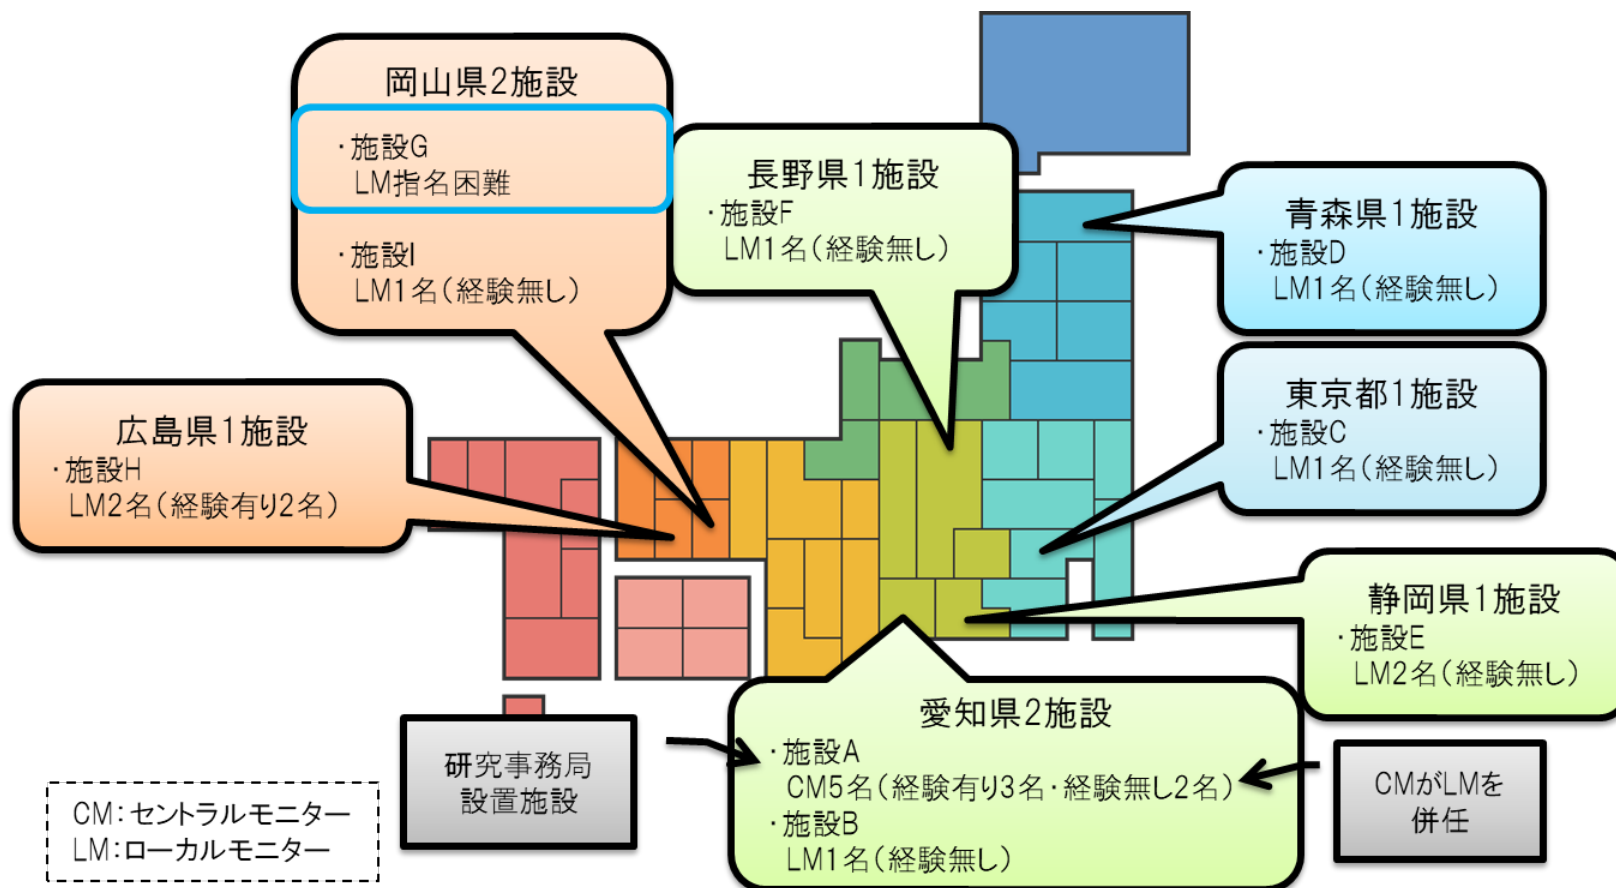 岡山県2施設
・施設G
LM指名困難
・施設I
LM1名(経験無し)
長野県1施設
・施設F
LM1名(経験無し)
青森県1施設
・施設D
LM1名(経験無し)
広島県1施設
・施設H
LM2名(経験有り2名)
東京都1施設
・施設C
LM1名(経験無し)
静岡県1施設
・施設E
LM2名(経験無し)
愛知県2施設
・施設A
CM5名(経験有り3名・経験無し2名)
・施設B
LM1名(経験無し)
研究事務局
設置施設
CMがLMを
併任
CM:セントラルモニター
LM:ローカルモニター